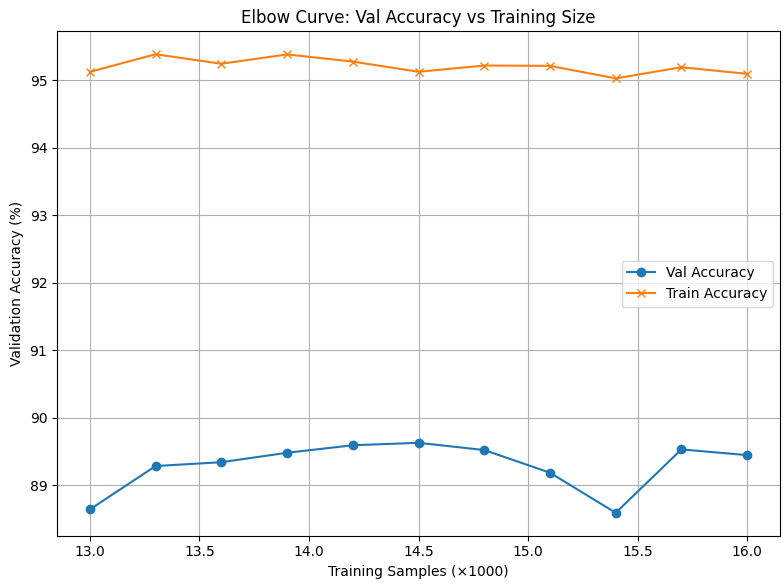 Elbow Curve: Val Accuracy vs Training Size
Validation Accuracy (%)
95
94
93
92
91
90
89
Val Accuracy
Train Accuracy
13.0 13.5 14.0 14.5 15.0 15.5 16.0
Training Samples (×1000)